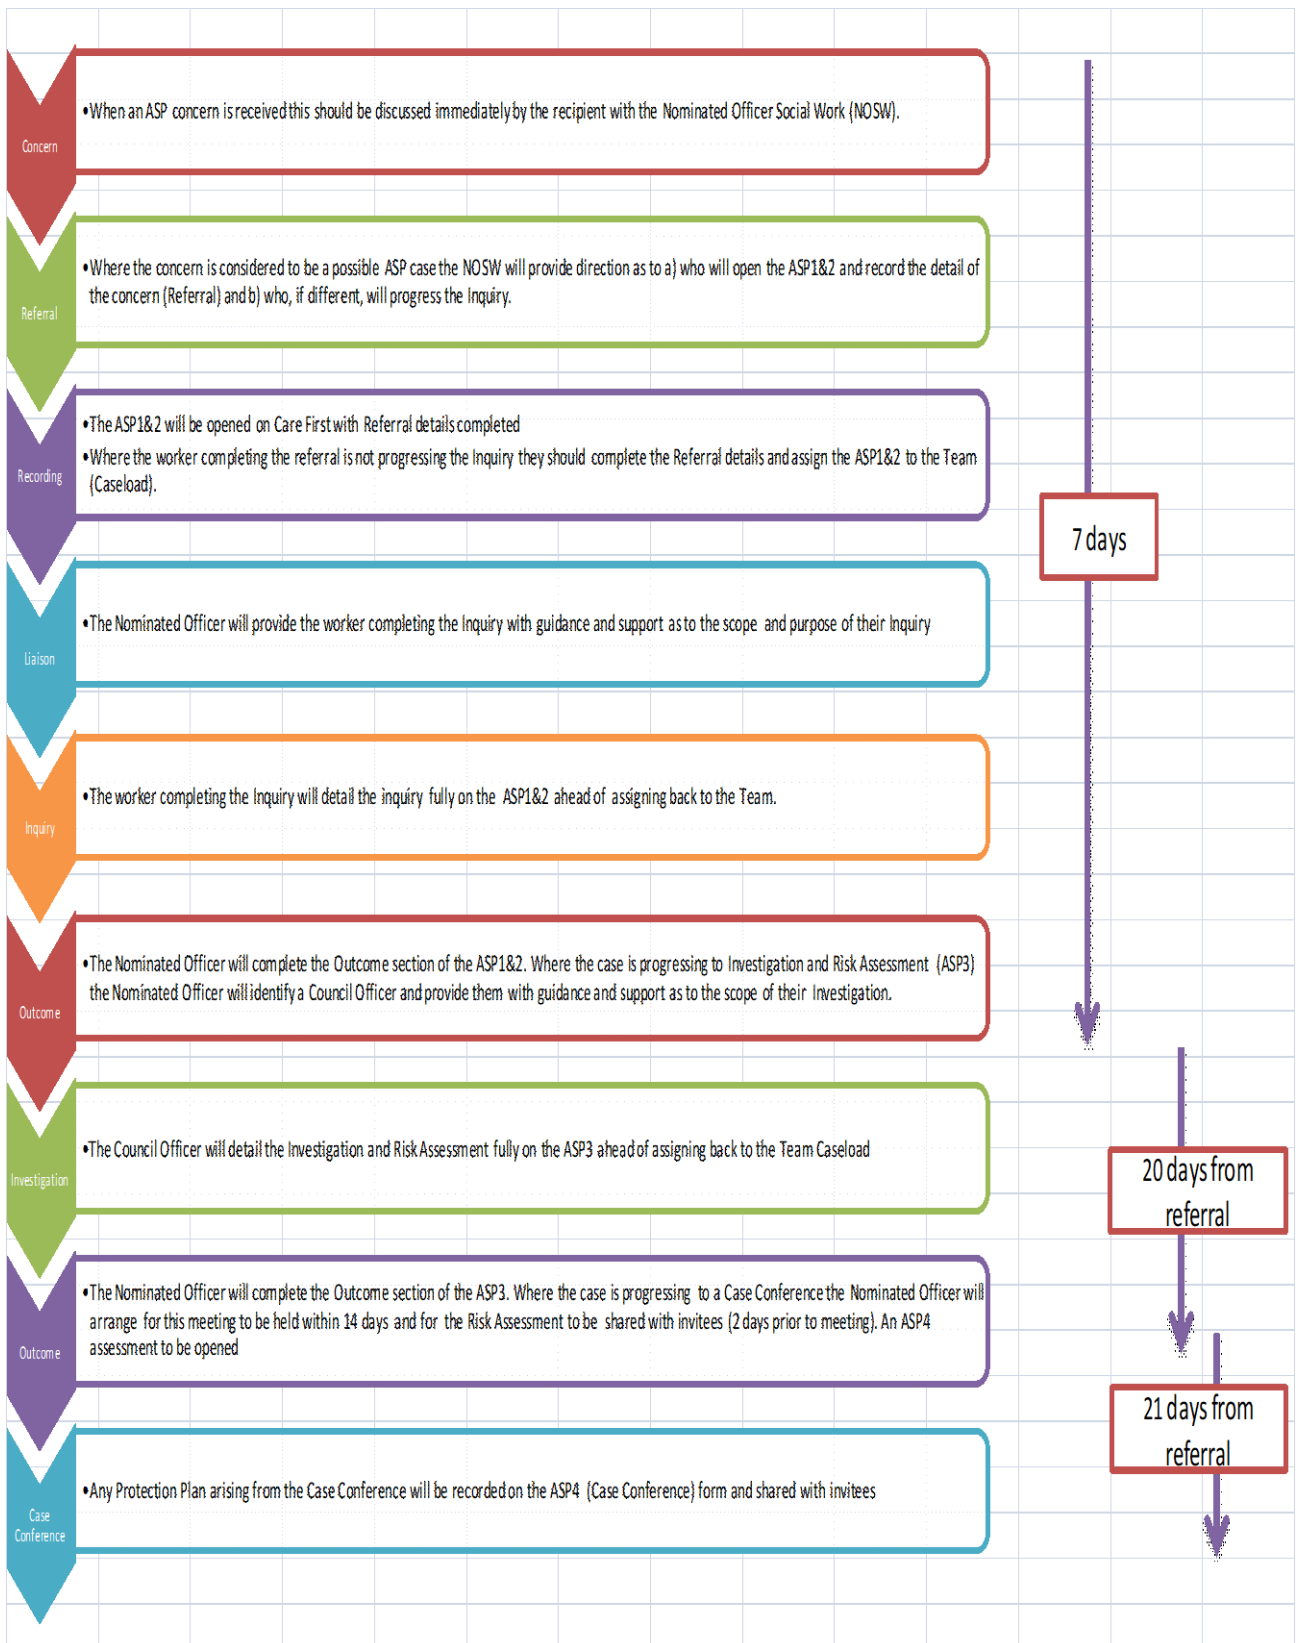 Concern
•When an ASP concern is received this should be discussed immediately by the recipient with the Nominated Officer Social Work (NOSW).
Referral
•Where the concern is considered to be a possible ASP case the NOSW will provide direction as to a) who will open the ASP1&2 and record the detail of
the concern (Referral) and b) who, if different, will progress the Inquiry.
Recording
•The ASP1&2 will be opened on Care First with Referral details completed
•Where the worker completing the referral is not progressing the Inquiry they should complete the Referral details and assign the ASP1&2 to the Team
(Caseload).
7 days
Liaison
•The Nominated Officer will provide the worker completing the Inquiry with guidance and support as to the scope and purpose of their Inquiry
Inquiry
•The worker completing the Inquiry will detail the inquiry fully on the ASP1&2 ahead of assigning back to the Team.
Outcome
•The Nominated Officer will complete the Outcome section of the ASP1&2. Where the case is progressing to Investigation and Risk Assessment (ASP3)
the Nominated Officer will identify a Council Officer and provide them with guidance and support as to the scope of their Investigation.
Investigation
•The Council Officer will detail the Investigation and Risk Assessment fully on the ASP3 ahead of assigning back to the Team Caseload
20 days from
referral
Outcome
•The Nominated Officer will complete the Outcome section of the ASP3. Where the case is progressing to a Case Conference the Nominated Officer will
arrange for this meeting to be held within 14 days and for the Risk Assessment to be shared with invitees (2 days prior to meeting). An ASP4
assessment to be opened
21 days from
referral
Case
Conference
•Any Protection Plan arising from the Case Conference will be recorded on the ASP4 (Case Conference) form and shared with invitees